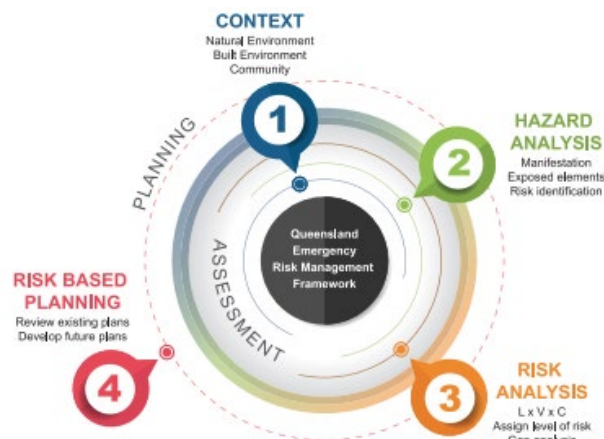 CONTEXT
Natural Environment
Built Environment
Community
1
PLANNING
HAZARD
ANALYSIS
Manifestation
Exposed elements
Risk identification
2
Queensland
Emergency
Risk Management
Framework
ASSESSMENT
RISK BASED
PLANNING
Review existing plans
Develop future plans
4
3
RISK
ANALYSIS
L x V x C
Assign level of risk
Gap analysis